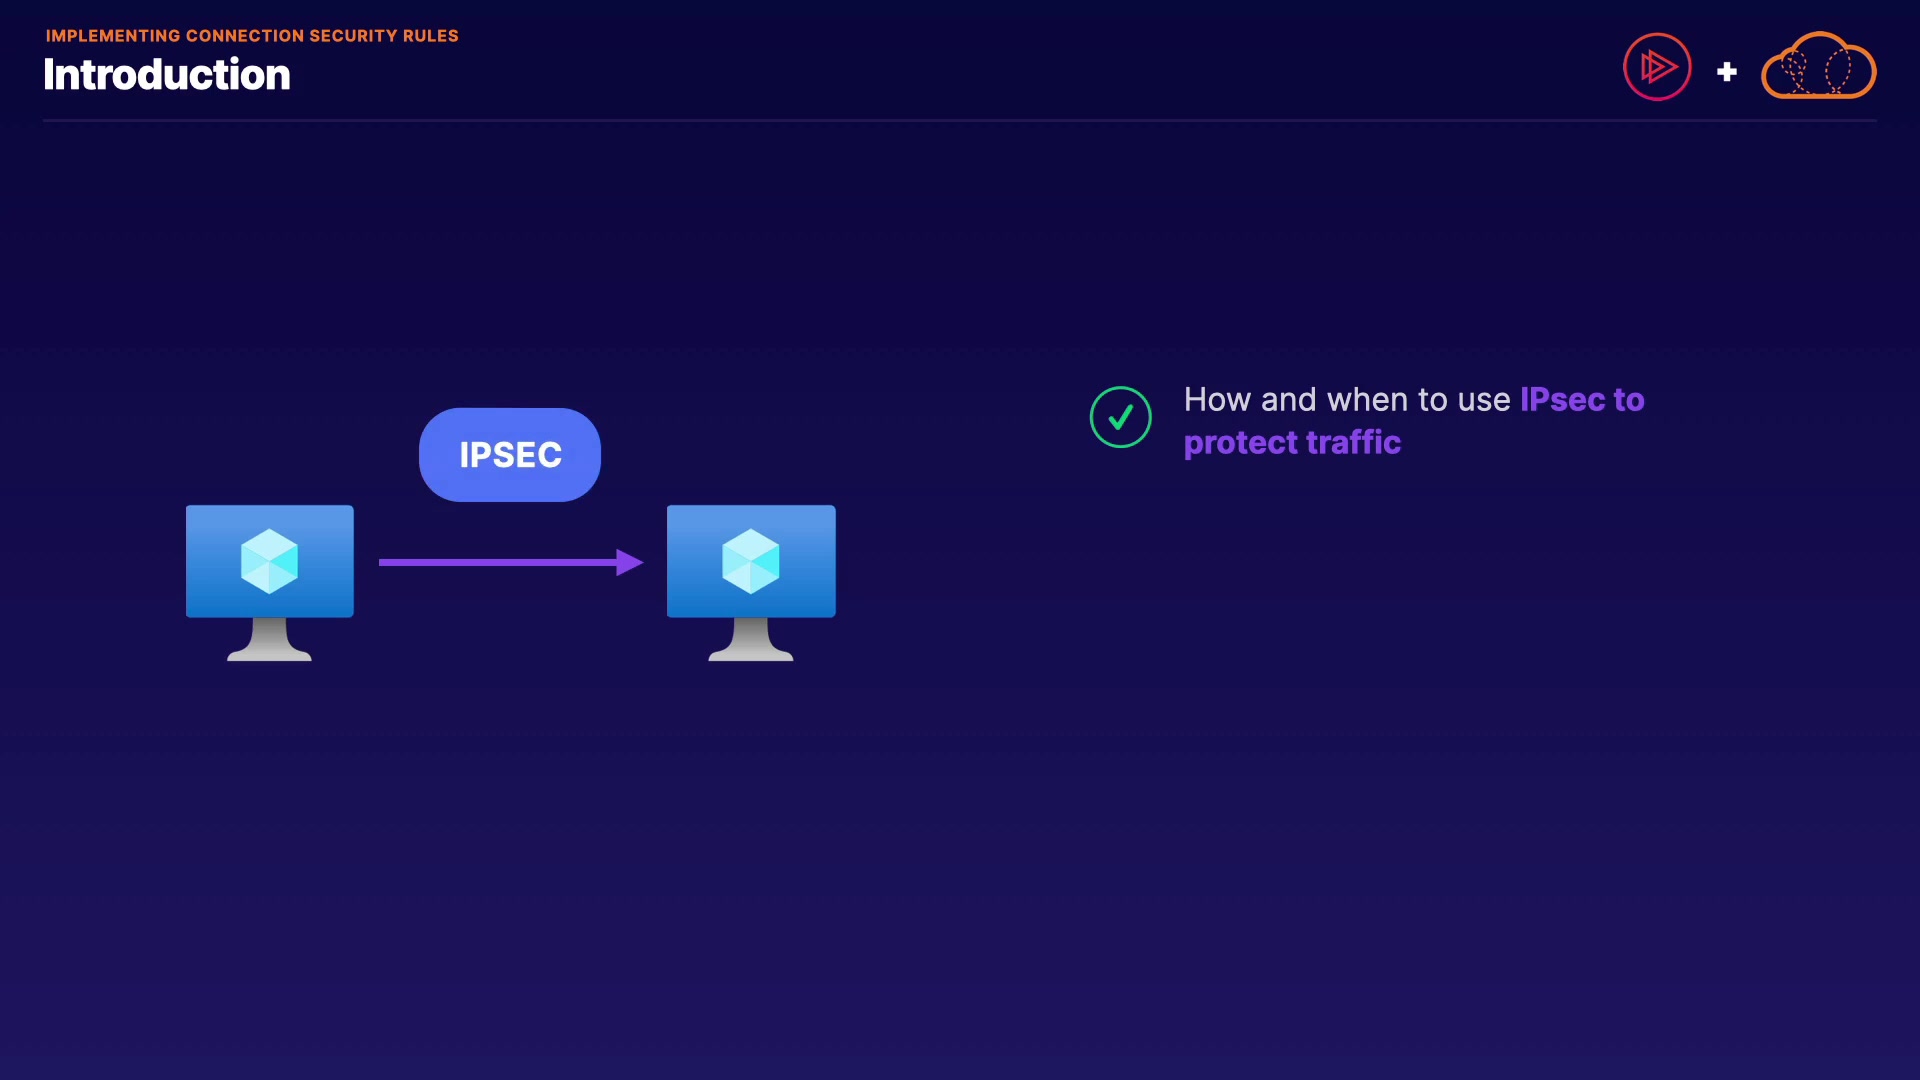 IMPLEMENTING CONNECTION SECURITY RULES
Introduction
IPSEC
How and when to use IPsec to
protect traffic